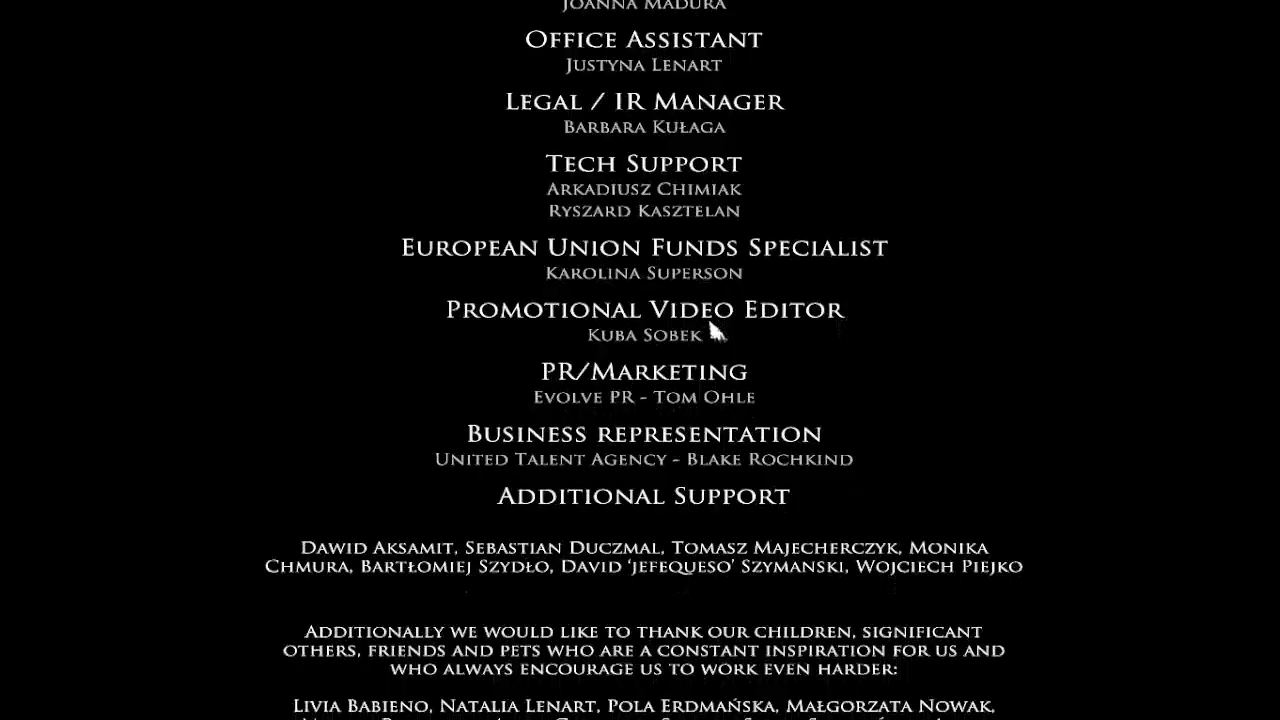 Joanna Madura
Office Assistant
Justyna Lenart
Legal / IR Manager
Barbara Kułaga
Tech Support
Arkadiusz Chimiak
Ryszard Kasztelan
European Union Funds Specialist
Karolina Superson
Promotional Video Editor
Kuba Sobek
PR/Marketing
Evolve PR - Tom Ohle
Business representation
United Talent Agency - Blake Rochkind
Additional Support
Dawid Aksamit, Sebastian Duczmal, Tomasz Majecherczyk, Monika
Chmura, Bartłomiej Szydło, David ‘jefequeso’ Szymanski, Wojciech Piejko
Additionally we would like to thank our children, significant
others, friends and pets who are a constant inspiration for us and
who always encourage us to work even harder:
Livia Babieno, Natalia Lenart, Pola Erdmańska, Małgorzata Nowak,